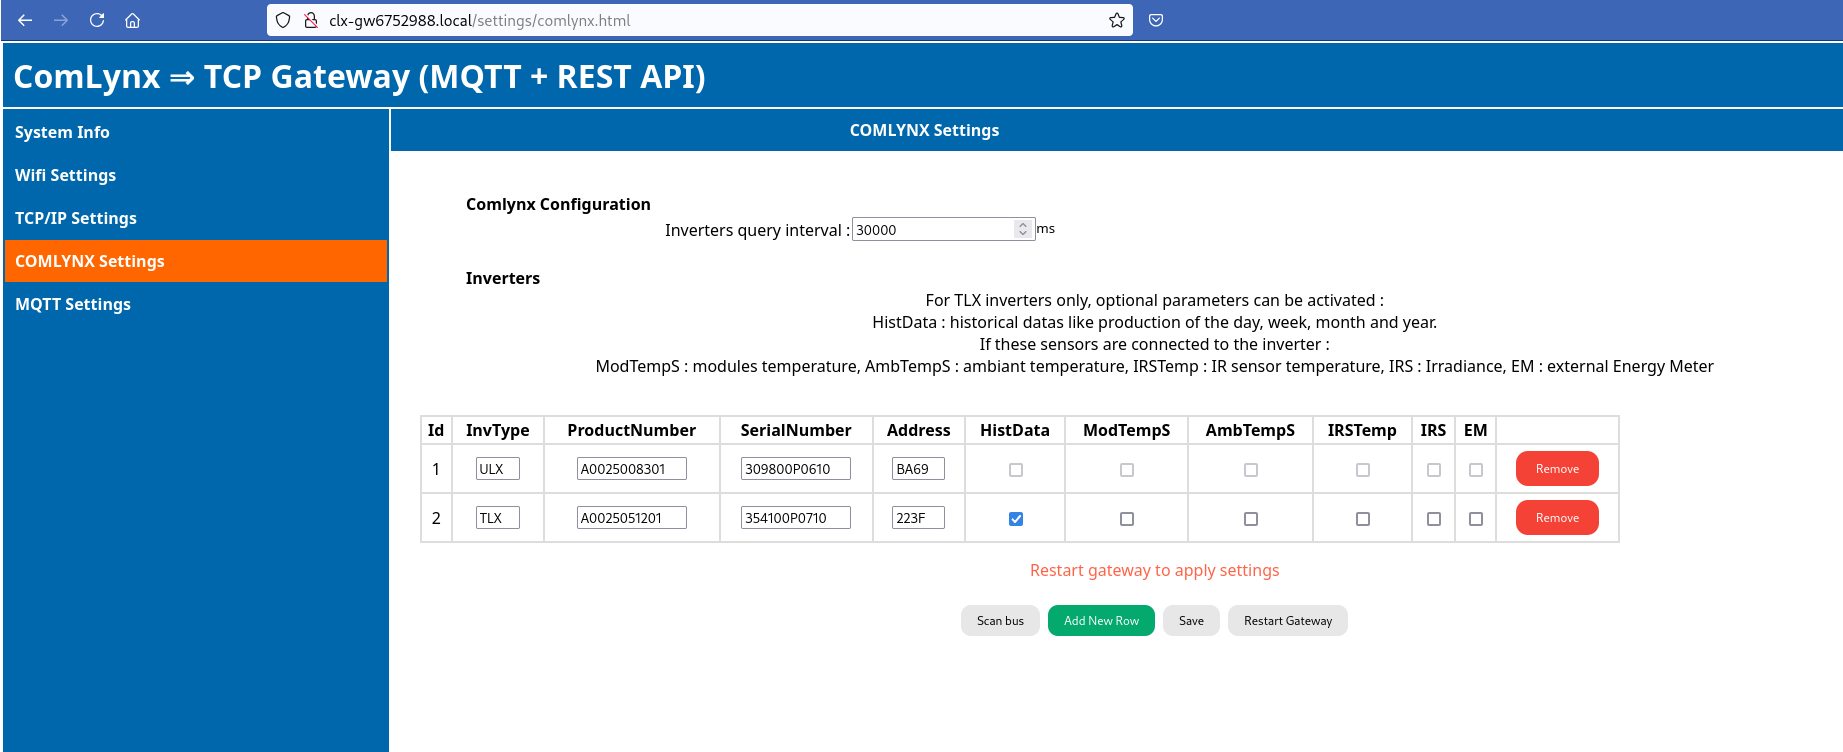 clx-gw6752988.local/settings/comlynx.html
ComLynx ⇒ TCP Gateway (MQTT + REST API)
System Info
Wifi Settings
TCP/IP Settings
COMLYNX Settings
MQTT Settings
COMLYNX Settings
Comlynx Configuration
Inverters query interval : 30000 ms
Inverters
For TLX inverters only, optional parameters can be activated :
HistData : historical datas like production of the day, week, month and year.
If these sensors are connected to the inverter :
ModTempS : modules temperature, AmbTempS : ambiant temperature, IRSTemp : IR sensor temperature, IRS : Irradiance, EM : external Energy Meter
Id InvType ProductNumber SerialNumber Address HistData ModTempS AmbTempS IRSTemp IRS EM
1 ULX A0025008301 309800P0610 BA69 Remove
2 TLX A0025051201 354100P0710 223F Remove
Restart gateway to apply settings
Scan bus Add New Row Save Restart Gateway